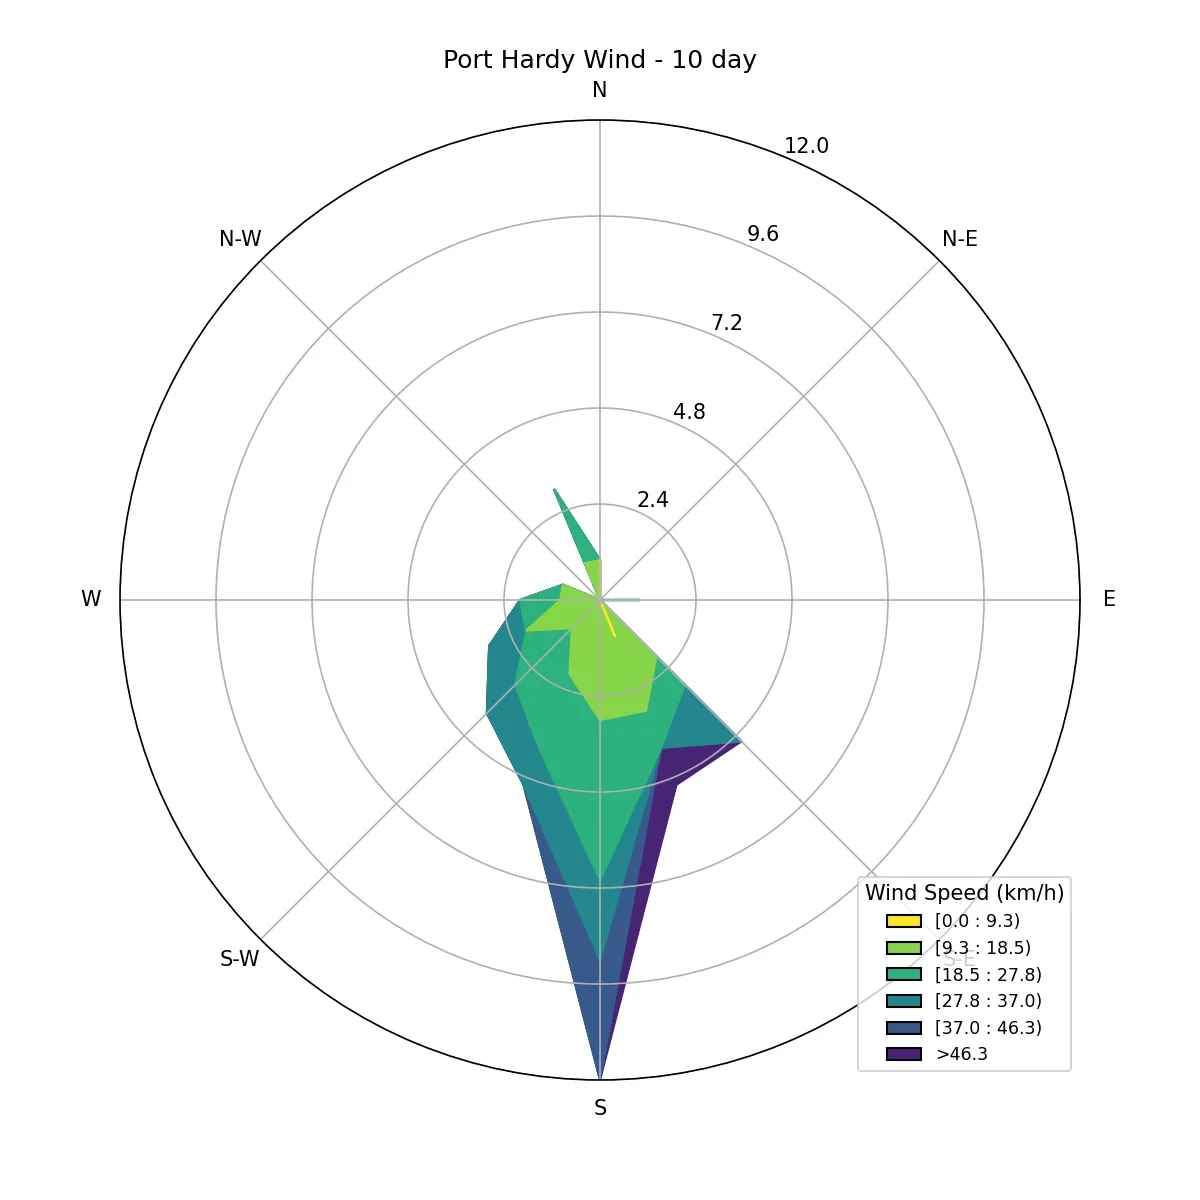 Port Hardy Wind - 10 day
N
12.0
N-W
9.6
N-E
7.2
4.8
2.4
W
E
Wind Speed (km/h)
[0.0 : 9.3)
[9.3 : 18.5)
S-W
S-E
[18.5 : 27.8)
[27.8 : 37.0)
[37.0 : 46.3)
>46.3
S